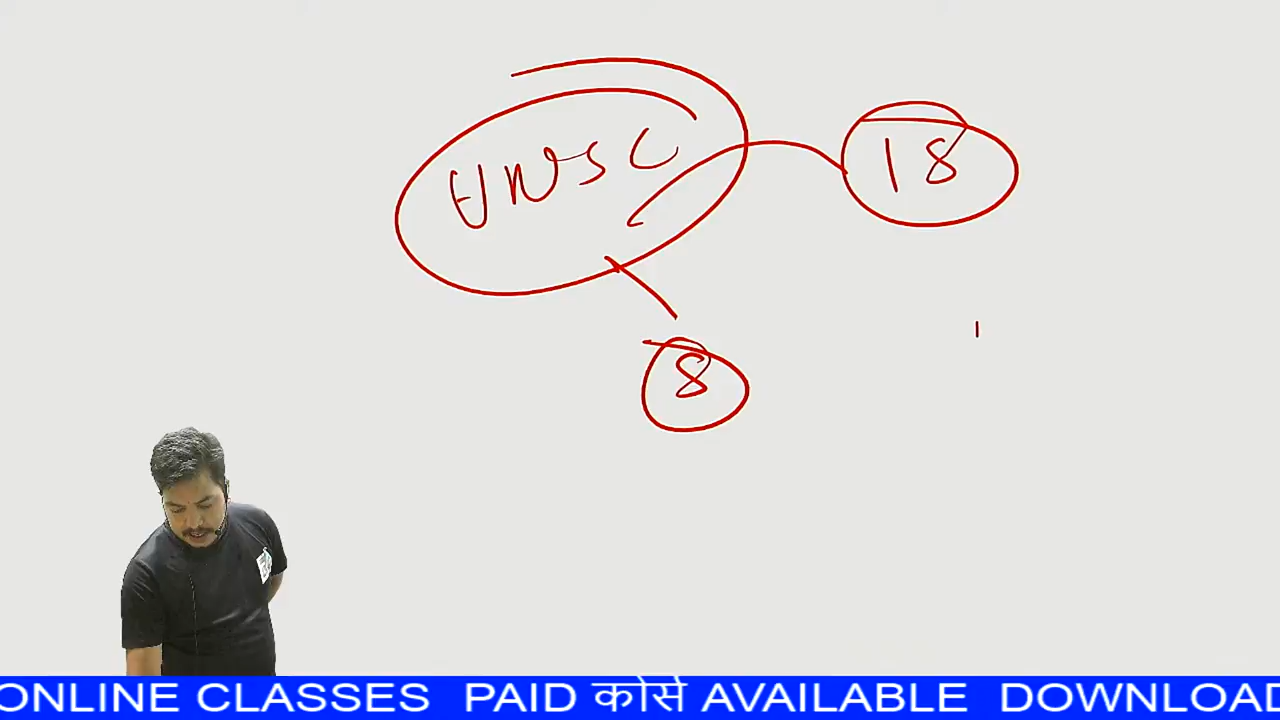 UNSC
18
8
ONLINE CLASSES PAID कोर्स AVAILABLE DOWNLOAD